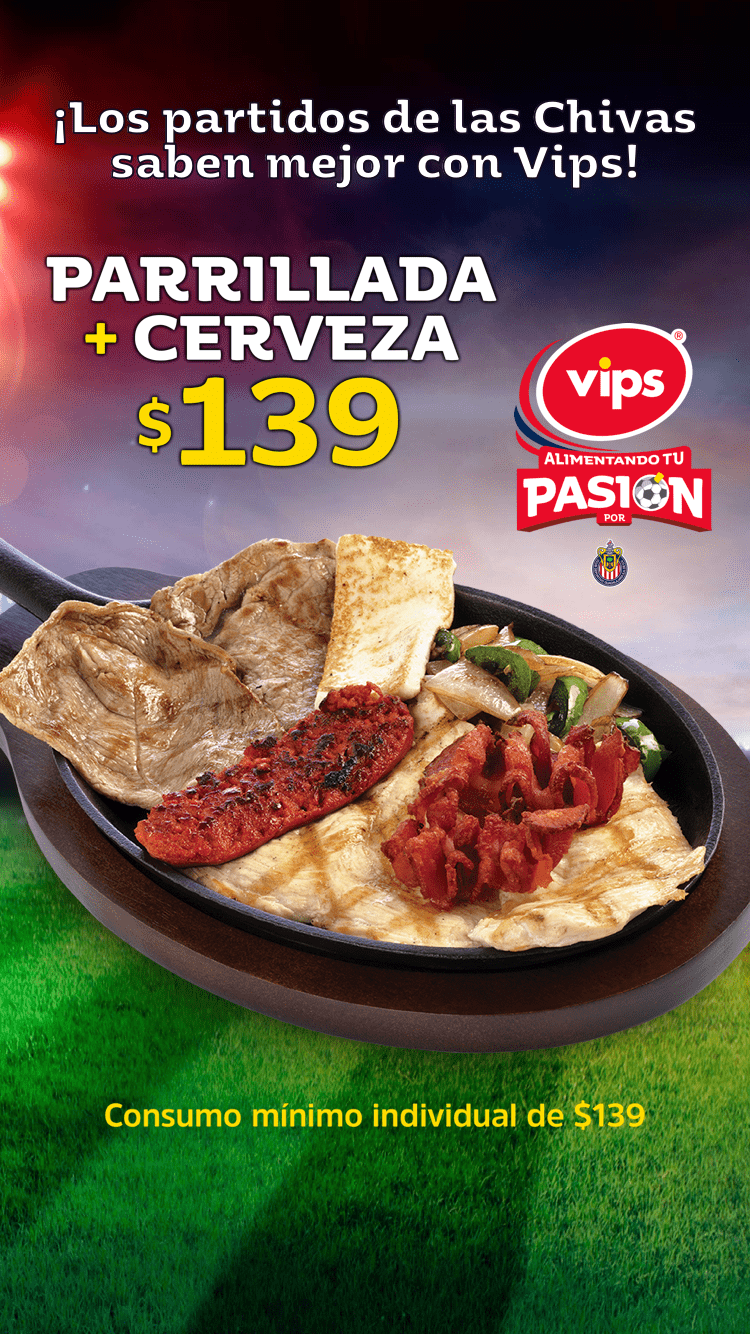 ¡Los partidos de las Chivas
saben mejor con Vips!
PARRILLADA
+ CERVEZA
$139
vips®
ALIMENTANDO TU
PASIÓN
POR
Consumo mínimo individual de $139